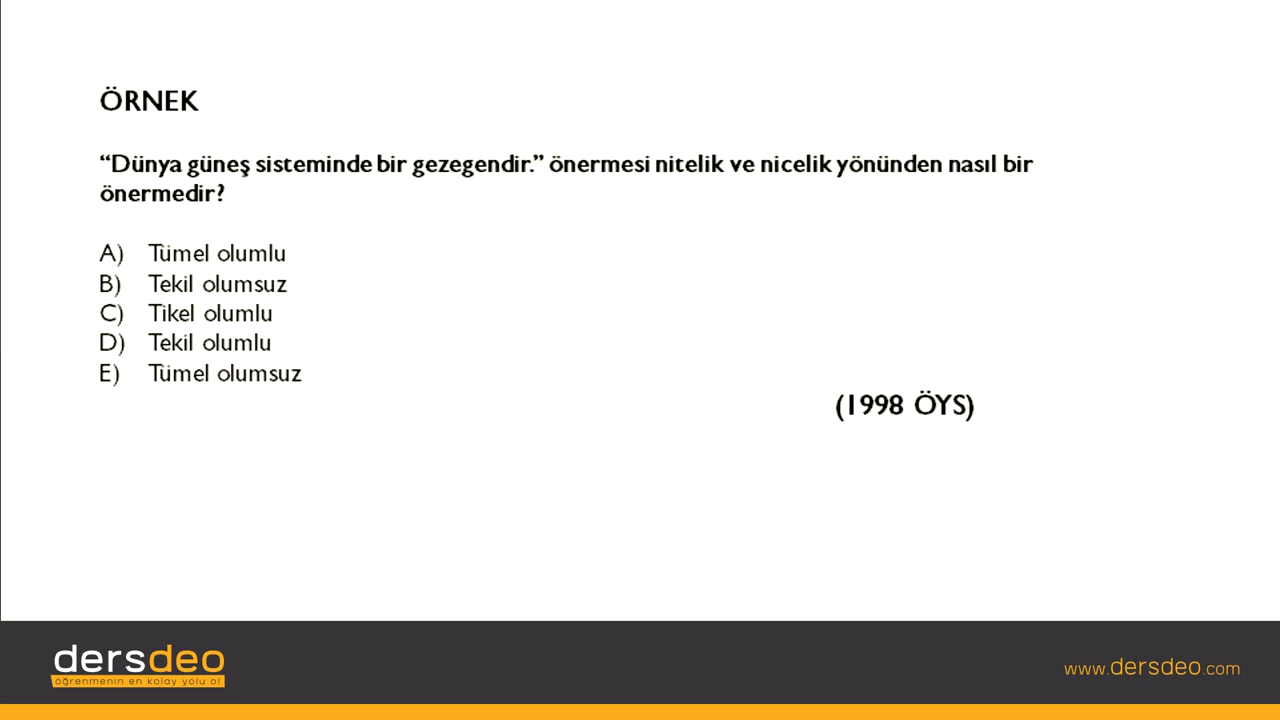 ÖRNEK
“Dünya güneş sisteminde bir gezegendir.” önermesi nitelik ve nicelik yönünden nasıl bir
önermedir?
A) Tümel olumlu
B) Tekil olumsuz
C) Tikel olumlu
D) Tekil olumlu
E) Tümel olumsuz
(1998 ÖYS)
dersdeo
öğrenmenin en kolay yolu o!
www.dersdeo.com